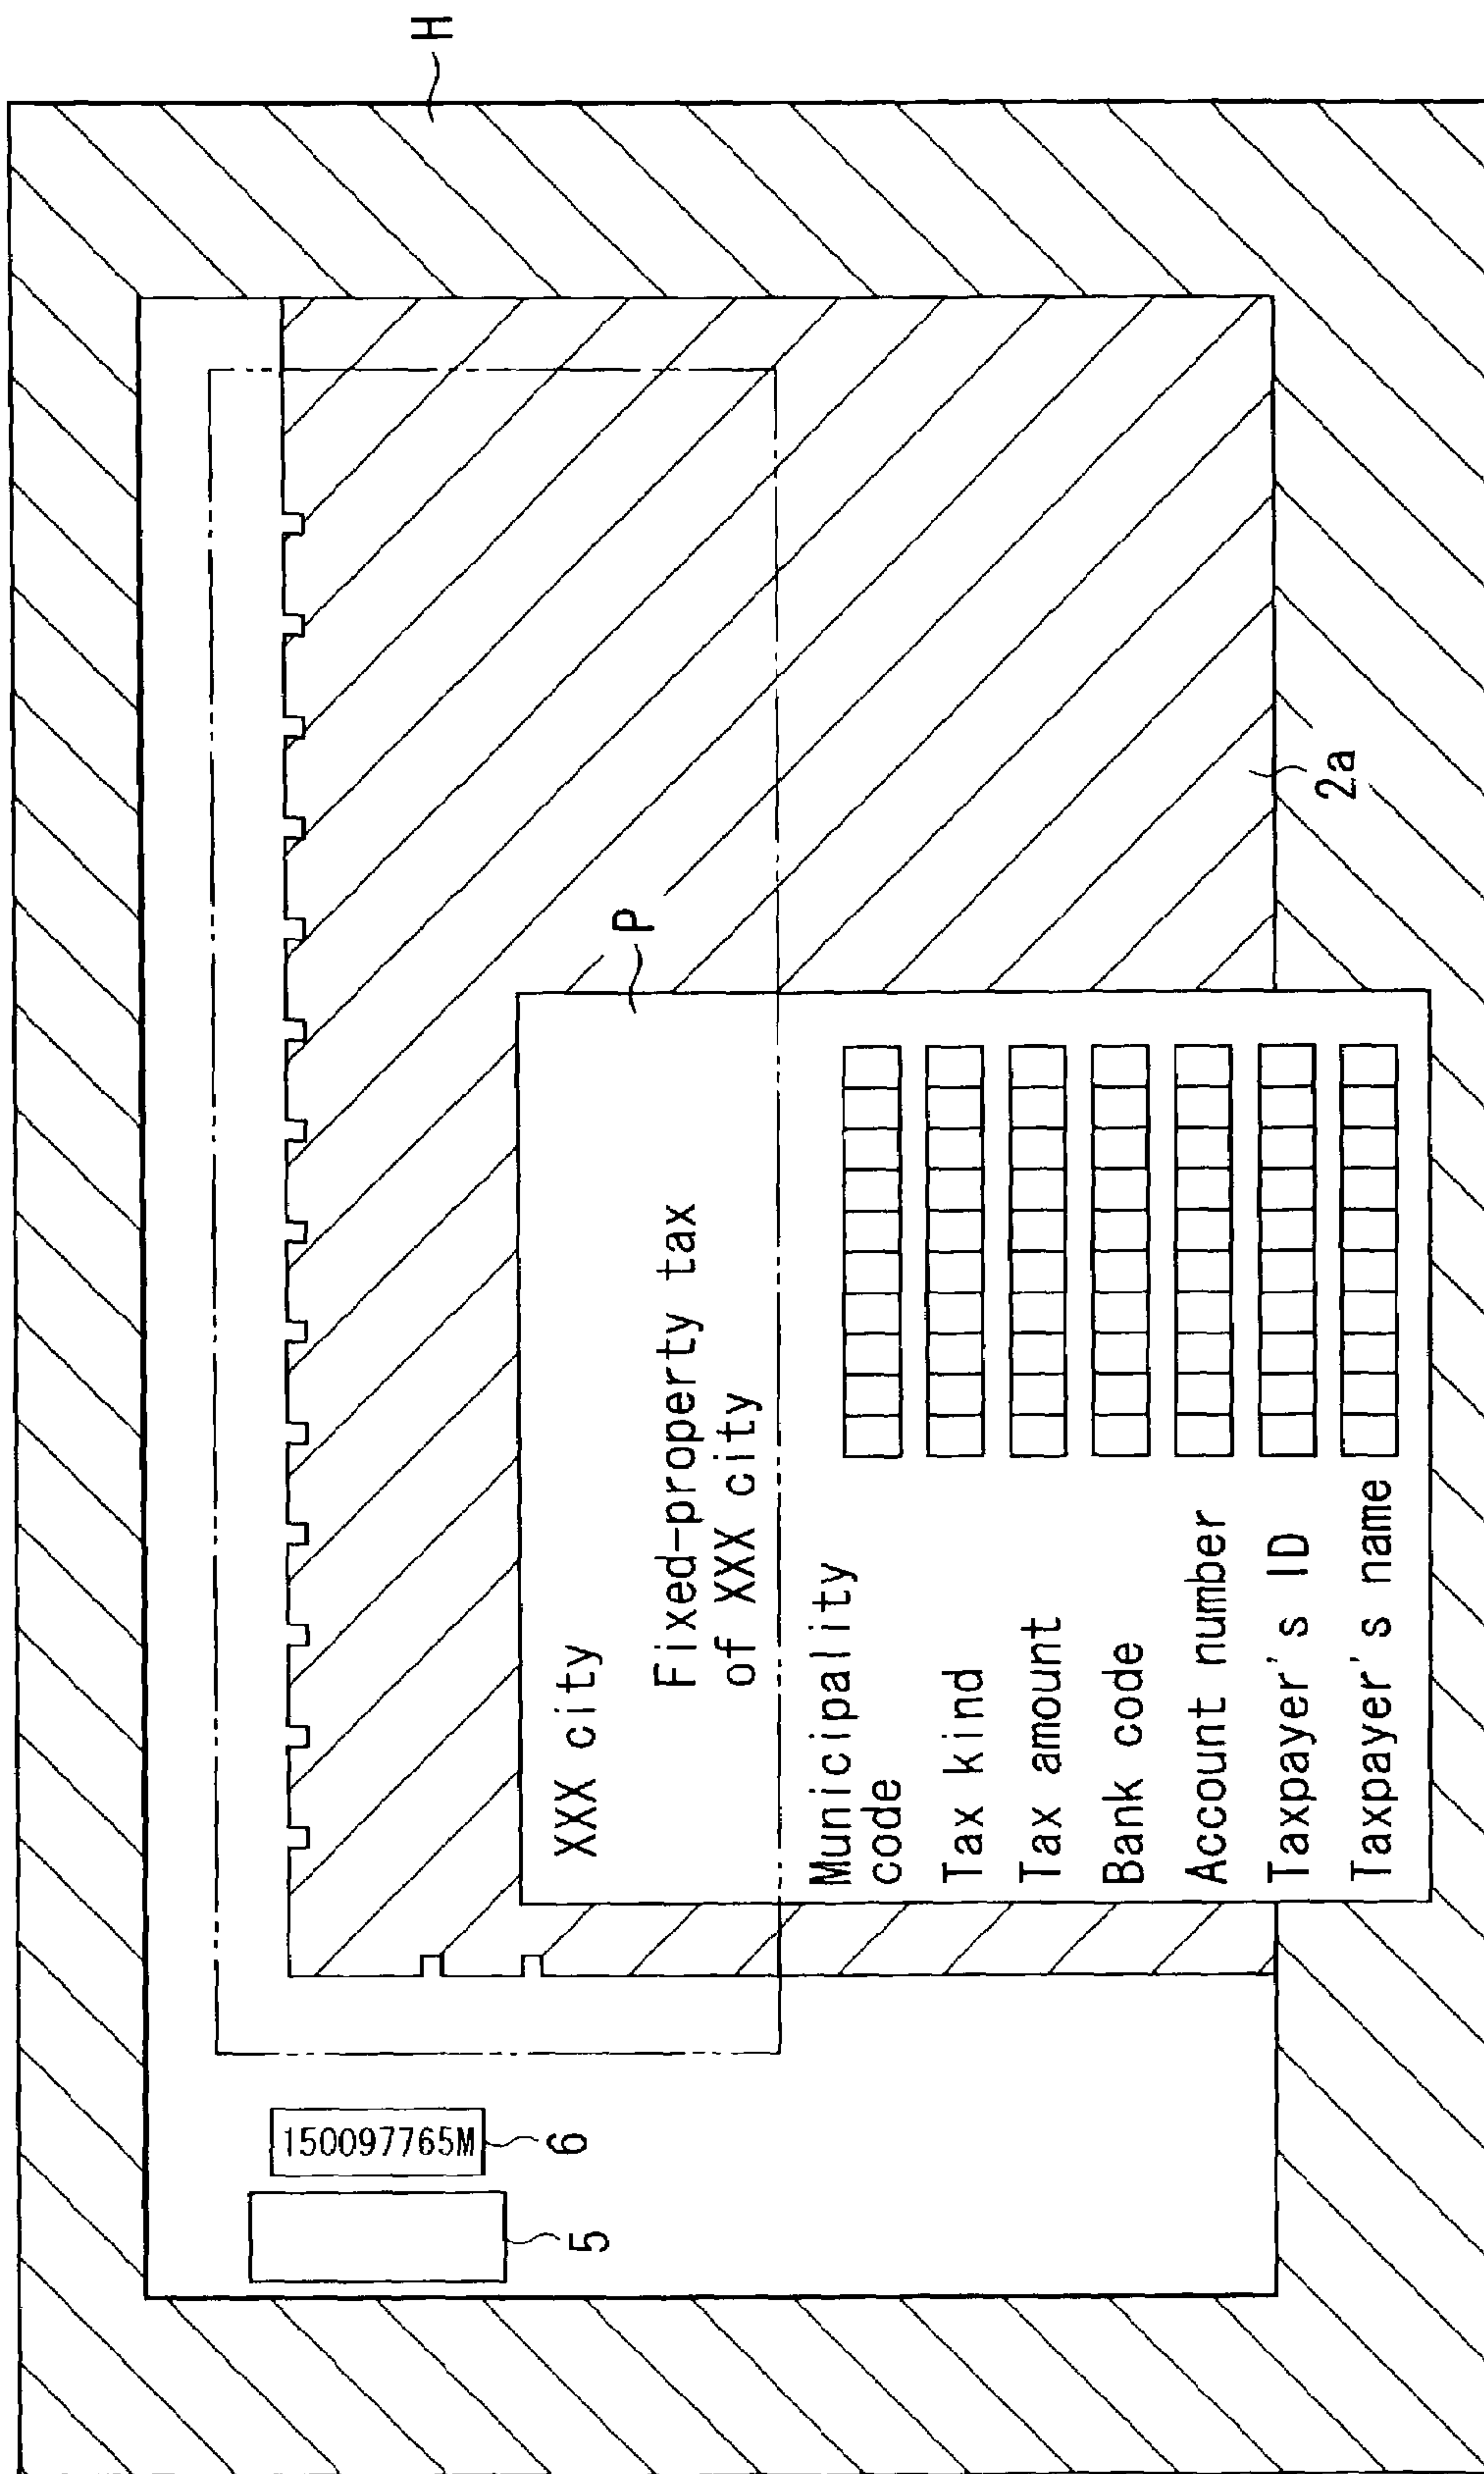 H
150097765M
6
5
P
XXX city
Fixed-property tax
of XXX city
Municipality
code
Tax kind
Tax amount
Bank code
Account number
Taxpayer's ID
Taxpayer's name
2a